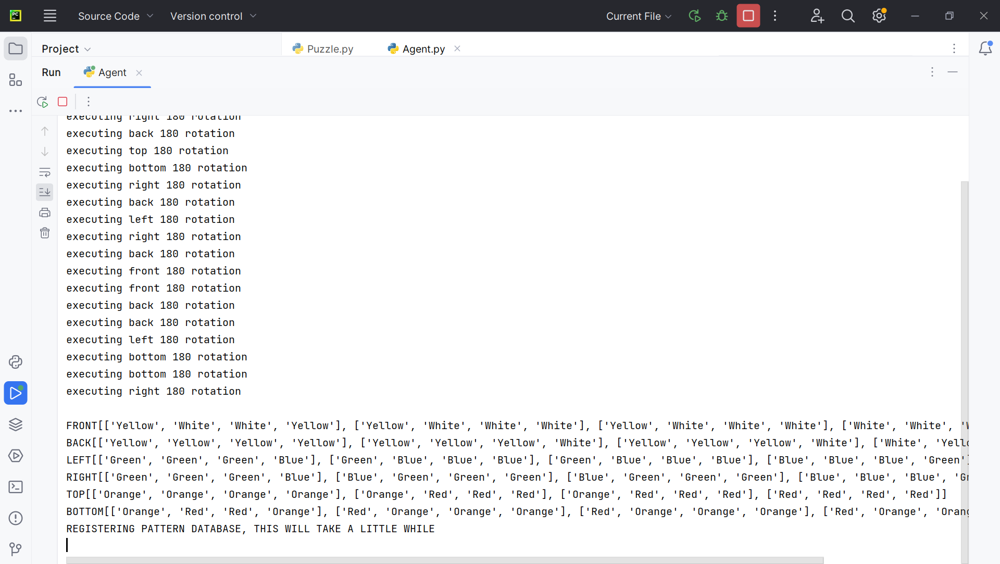 Source Code
Version control
Current File
Project
Puzzle.py
Agent.py
Run
Agent
executing right 180 rotation
executing back 180 rotation
executing top 180 rotation
executing bottom 180 rotation
executing right 180 rotation
executing back 180 rotation
executing left 180 rotation
executing right 180 rotation
executing back 180 rotation
executing front 180 rotation
executing front 180 rotation
executing back 180 rotation
executing back 180 rotation
executing left 180 rotation
executing bottom 180 rotation
executing bottom 180 rotation
executing right 180 rotation
FRONT[['Yellow', 'White', 'White', 'Yellow'], ['Yellow', 'White', 'White', 'White'], ['Yellow', 'White', 'White', 'White'], ['White', 'White', 'W
BACK[['Yellow', 'Yellow', 'Yellow', 'Yellow'], ['Yellow', 'Yellow', 'Yellow', 'White'], ['Yellow', 'Yellow', 'Yellow', 'White'], ['White', 'Yello
LEFT[['Green', 'Green', 'Green', 'Blue'], ['Green', 'Blue', 'Blue', 'Blue'], ['Green', 'Blue', 'Blue', 'Blue'], ['Blue', 'Blue', 'Blue', 'Green']
RIGHT[['Green', 'Green', 'Green', 'Blue'], ['Blue', 'Green', 'Green', 'Green'], ['Blue', 'Green', 'Green', 'Green'], ['Blue', 'Blue', 'Blue', 'Gr
TOP[['Orange', 'Orange', 'Orange', 'Orange'], ['Orange', 'Red', 'Red', 'Red'], ['Orange', 'Red', 'Red', 'Red'], ['Red', 'Red', 'Red', 'Red']]
BOTTOM[['Orange', 'Red', 'Red', 'Orange'], ['Red', 'Orange', 'Orange', 'Orange'], ['Red', 'Orange', 'Orange', 'Orange'], ['Red', 'Orange', 'Orang
REGISTERING PATTERN DATABASE, THIS WILL TAKE A LITTLE WHILE